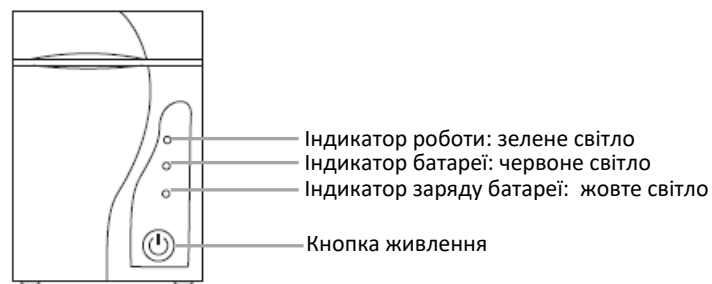 Індикатор роботи: зелене світло
Індикатор батареї: червоне світло
Індикатор заряду батареї: жовте світло
Кнопка живлення